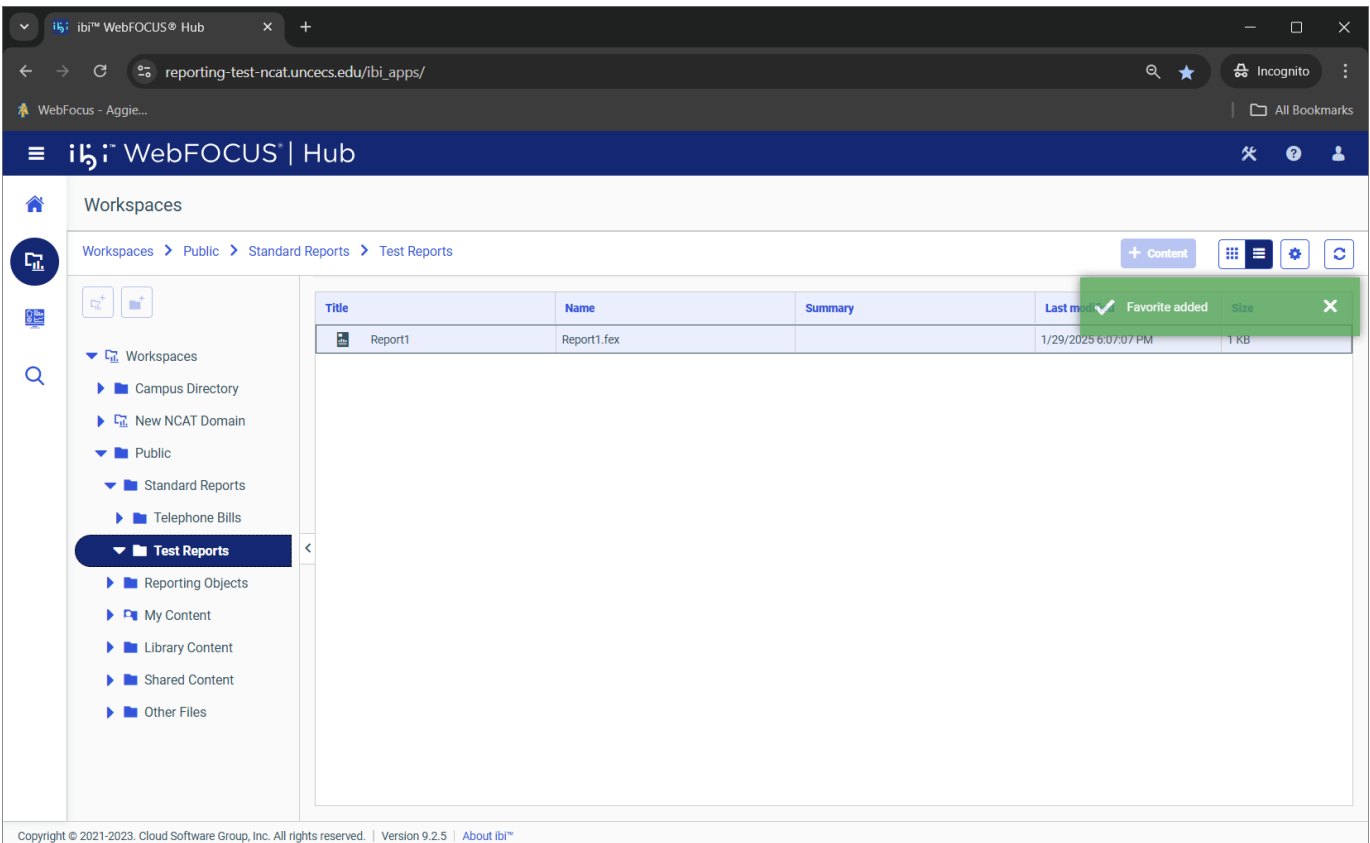 ibi™ WebFOCUS® Hub
reporting-test-ncat.uncecs.edu/ibi_apps/
Incognito
WebFocus - Aggie...
All Bookmarks
ibi™ WebFOCUS® | Hub
Workspaces
Workspaces > Public > Standard Reports > Test Reports
+ Content
Title Name Summary Last modified Size
Favorite added
Report1 Report1.fex 1/29/2025 6:07:07 PM 1 KB
Workspaces
Campus Directory
New NCAT Domain
Public
Standard Reports
Telephone Bills
Test Reports
Reporting Objects
My Content
Library Content
Shared Content
Other Files
Copyright © 2021-2023. Cloud Software Group, Inc. All rights reserved. | Version 9.2.5 | About ibi™